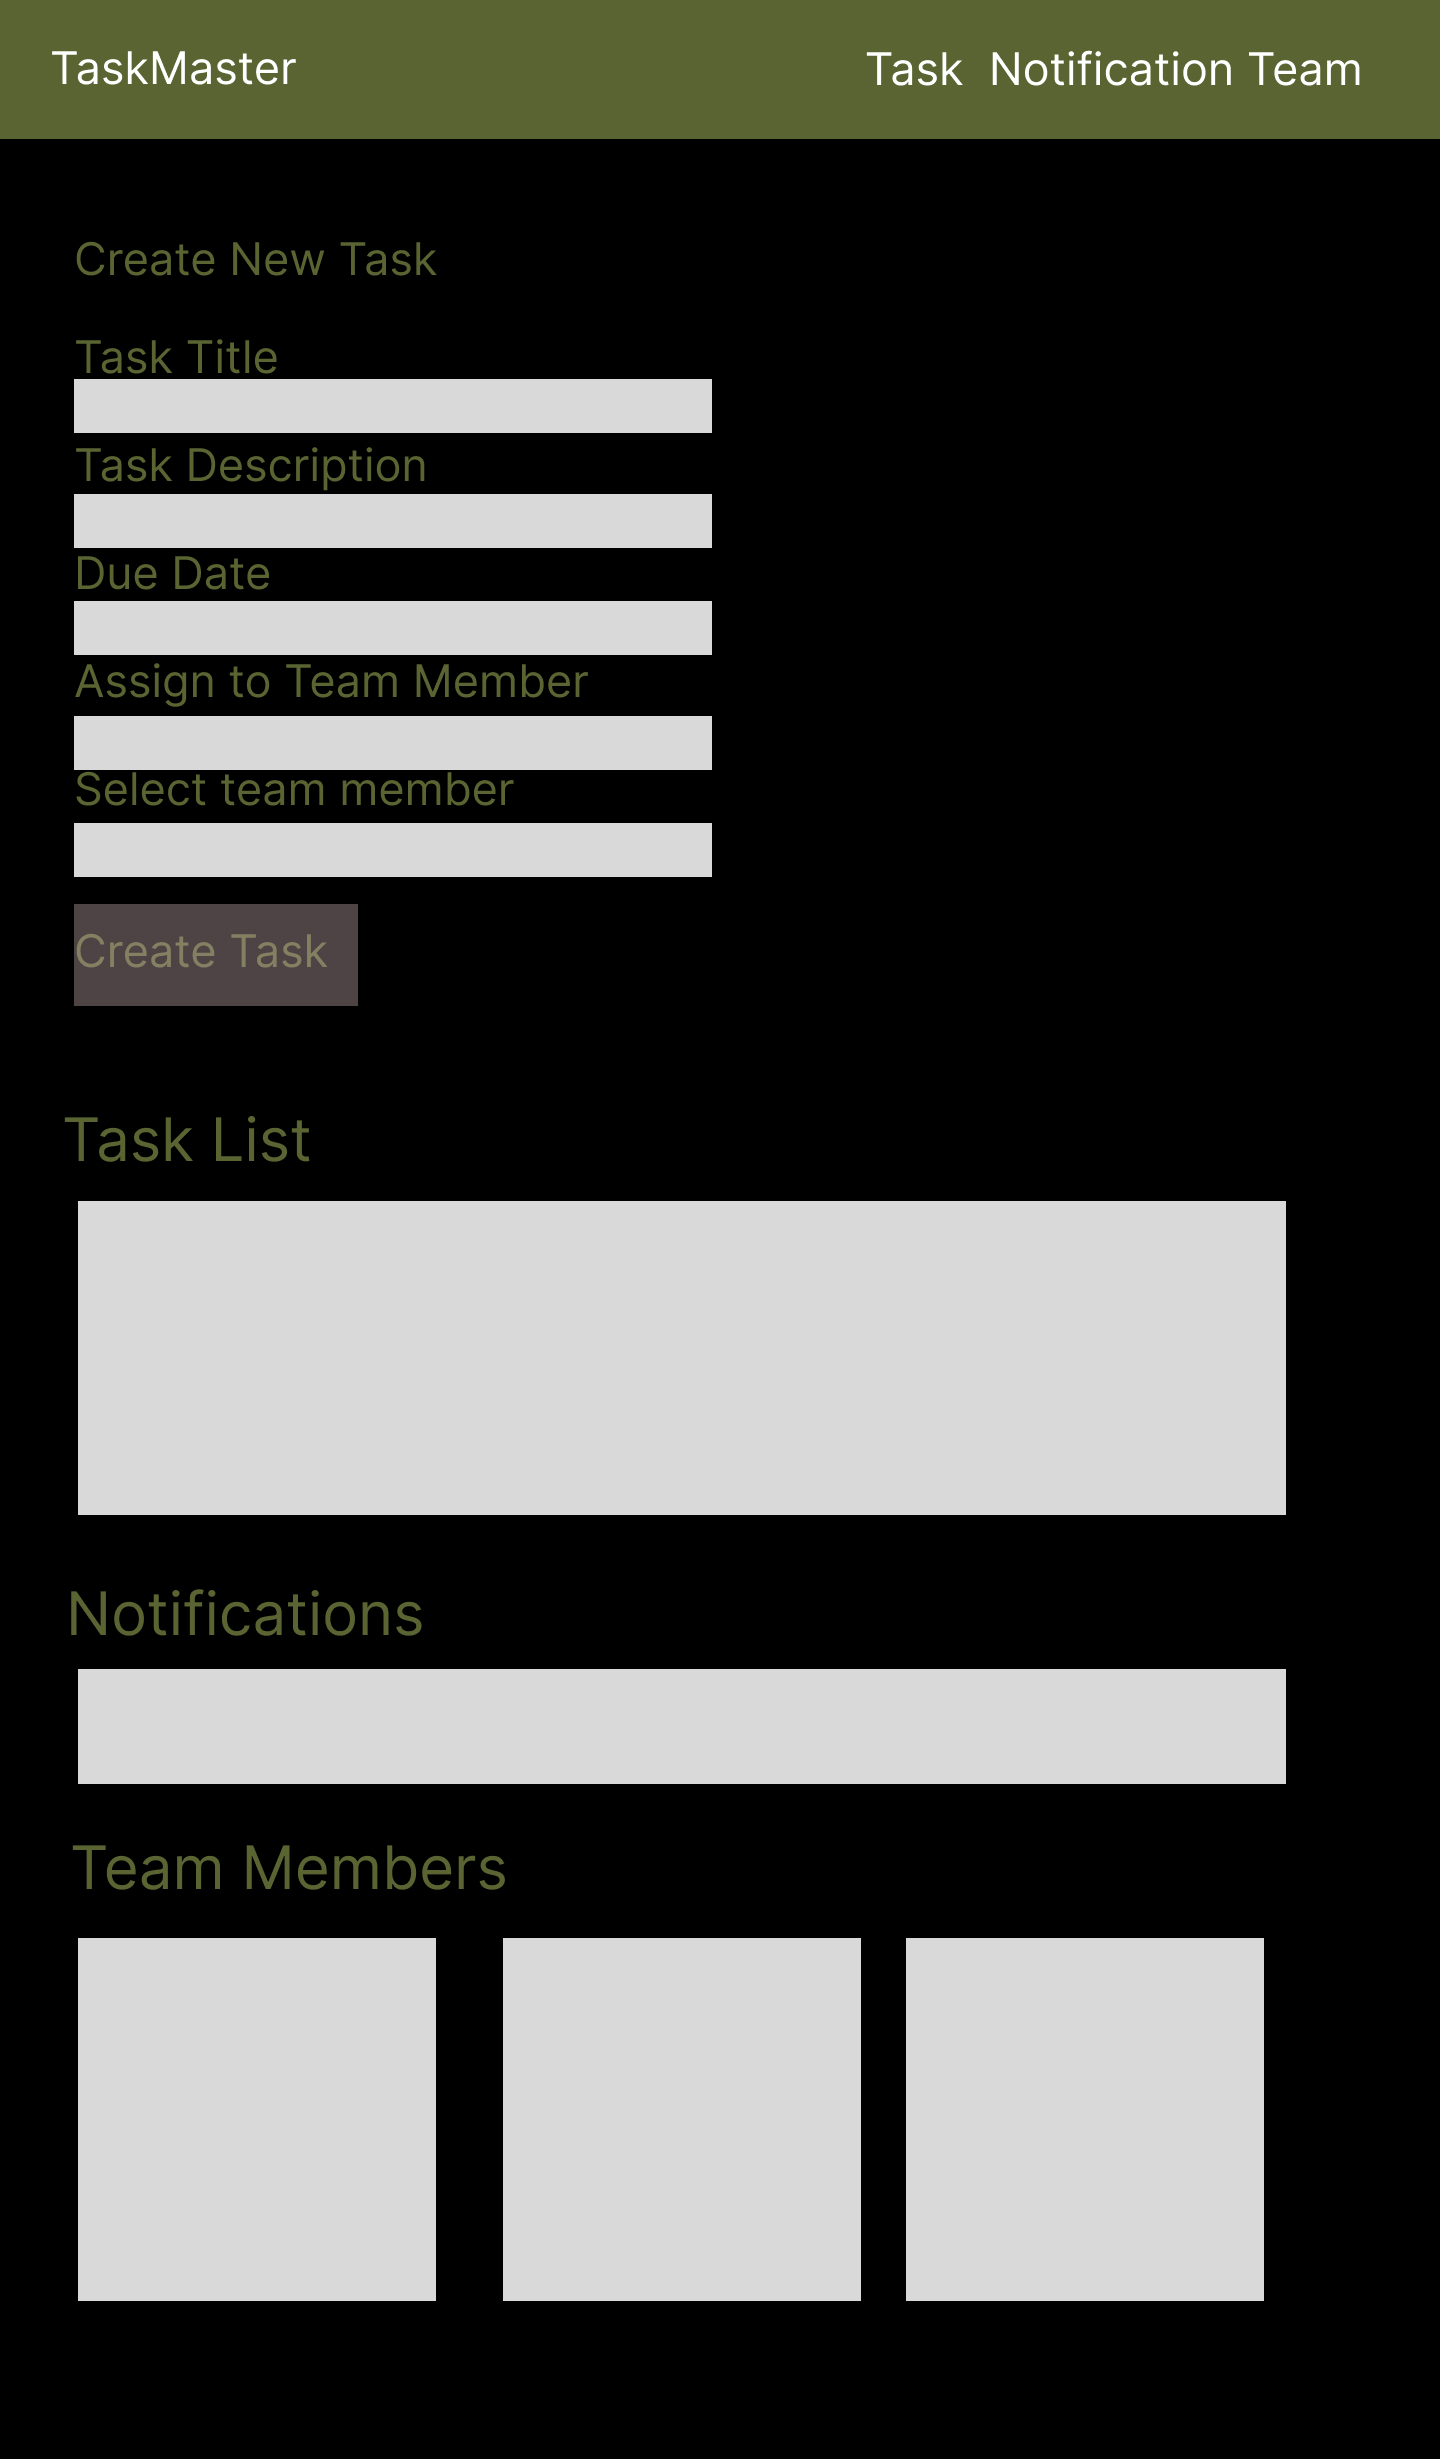 TaskMaster
Task Notification Team
Create New Task
Task Title
Task Description
Due Date
Assign to Team Member
Select team member
Create Task
Task List
Notifications
Team Members